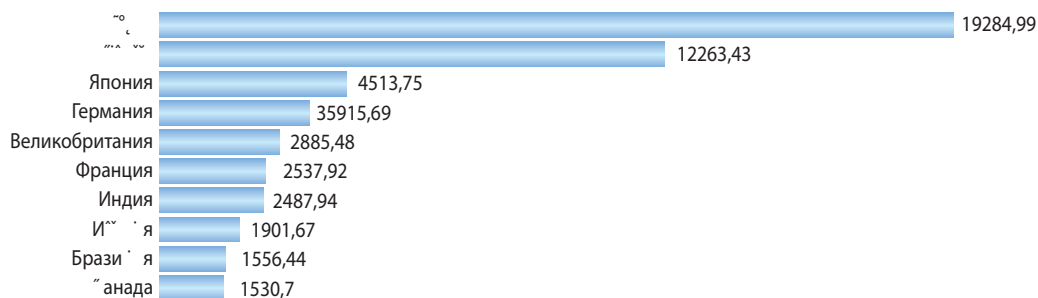 19284,99
12263,43
Япония 4513,75
Германия 35915,69
Великобритания 2885,48
Франция 2537,92
Индия 2487,94
1901,67
1556,44
1530,7